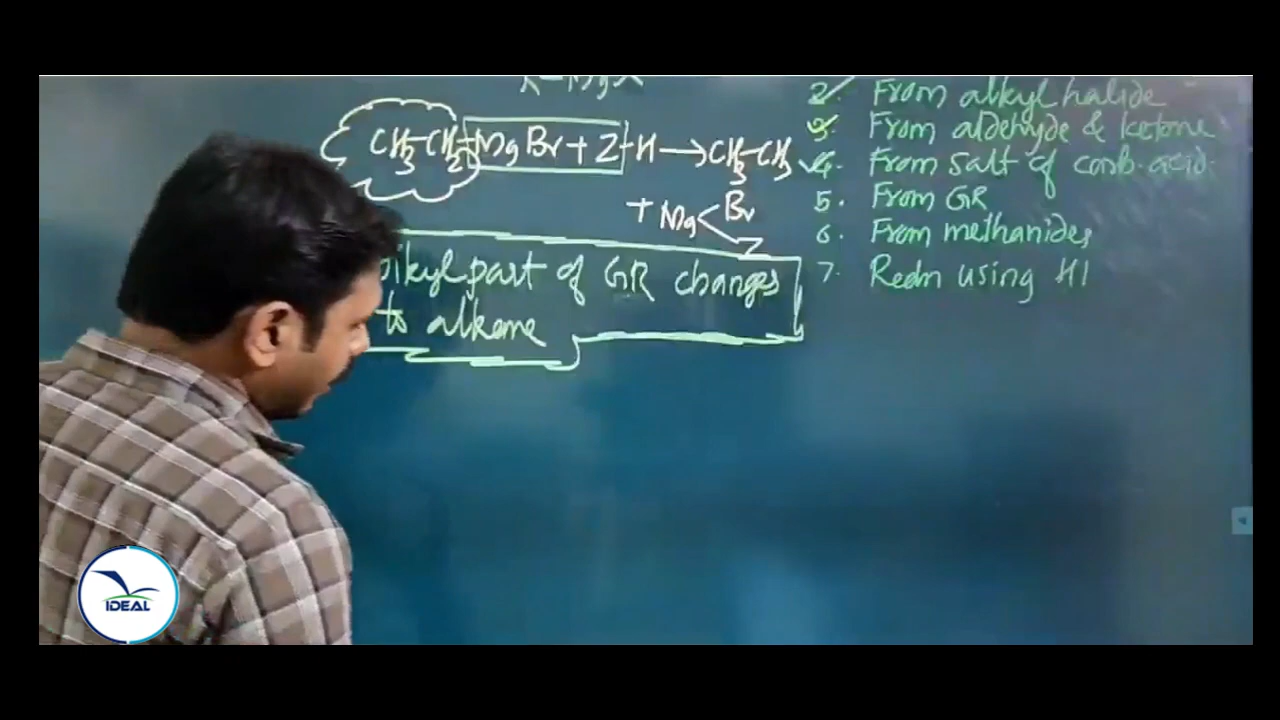 CH3-CH2 MgBr + Z-H → CH3-CH3
+ Mg Br
Z
alkyl part of GR changes
to alkane
2. From alkyl halide
3. From aldehyde & ketone
4. From salt of carb. acid.
5. From GR
6. From methanides
7. Redn using HI
IDEAL